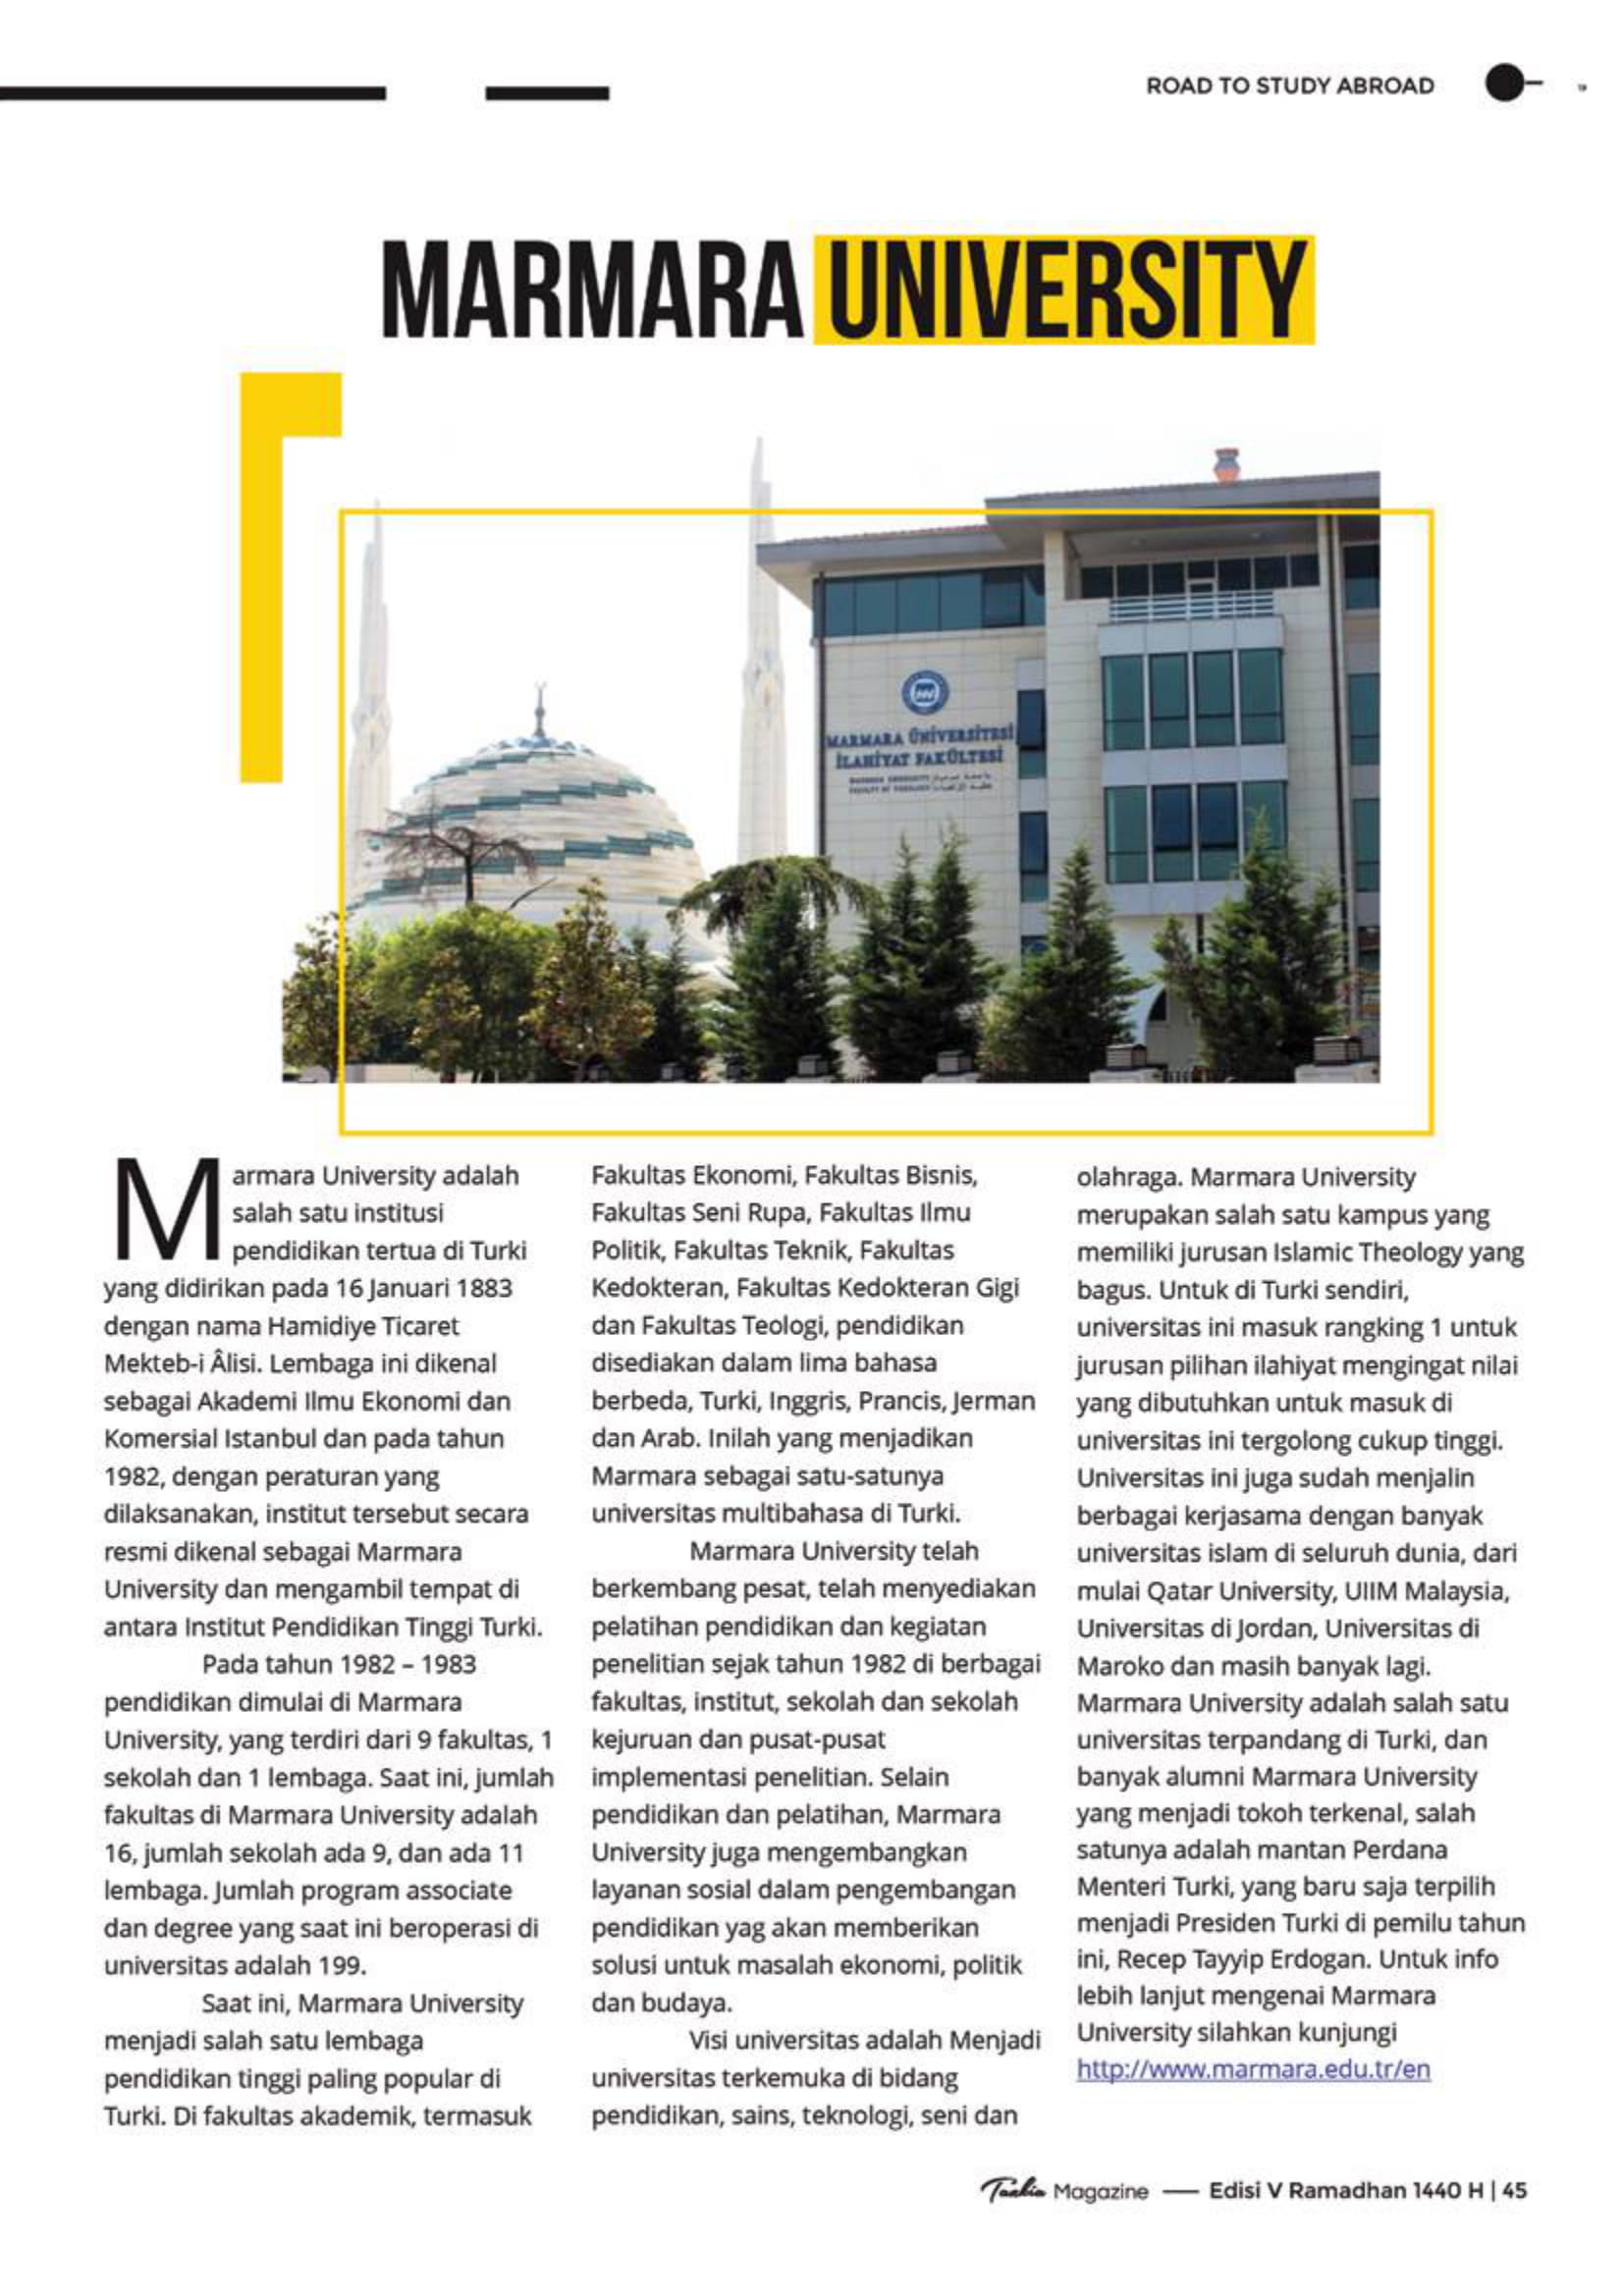 ROAD TO STUDY ABROAD
MARMARA UNIVERSITY
MARMARA ÜNİVERSİTESİ
İLAHİYAT FAKÜLTESİ
Marmara University adalah
salah satu institusi
pendidikan tertua di Turki
yang didirikan pada 16 Januari 1883
dengan nama Hamidiye Ticaret
Mekteb-i Âlisi. Lembaga ini dikenal
sebagai Akademi Ilmu Ekonomi dan
Komersial Istanbul dan pada tahun
1982, dengan peraturan yang
dilaksanakan, institut tersebut secara
resmi dikenal sebagai Marmara
University dan mengambil tempat di
antara Institut Pendidikan Tinggi Turki.
Pada tahun 1982 – 1983
pendidikan dimulai di Marmara
University, yang terdiri dari 9 fakultas, 1
sekolah dan 1 lembaga. Saat ini, jumlah
fakultas di Marmara University adalah
16, jumlah sekolah ada 9, dan ada 11
lembaga. Jumlah program associate
dan degree yang saat ini beroperasi di
universitas adalah 199.
Saat ini, Marmara University
menjadi salah satu lembaga
pendidikan tinggi paling popular di
Turki. Di fakultas akademik, termasuk
Fakultas Ekonomi, Fakultas Bisnis,
Fakultas Seni Rupa, Fakultas Ilmu
Politik, Fakultas Teknik, Fakultas
Kedokteran, Fakultas Kedokteran Gigi
dan Fakultas Teologi, pendidikan
disediakan dalam lima bahasa
berbeda, Turki, Inggris, Prancis, Jerman
dan Arab. Inilah yang menjadikan
Marmara sebagai satu-satunya
universitas multibahasa di Turki.
Marmara University telah
berkembang pesat, telah menyediakan
pelatihan pendidikan dan kegiatan
penelitian sejak tahun 1982 di berbagai
fakultas, institut, sekolah dan sekolah
kejuruan dan pusat-pusat
implementasi penelitian. Selain
pendidikan dan pelatihan, Marmara
University juga mengembangkan
layanan sosial dalam pengembangan
pendidikan yag akan memberikan
solusi untuk masalah ekonomi, politik
dan budaya.
Visi universitas adalah Menjadi
universitas terkemuka di bidang
pendidikan, sains, teknologi, seni dan
olahraga. Marmara University
merupakan salah satu kampus yang
memiliki jurusan Islamic Theology yang
bagus. Untuk di Turki sendiri,
universitas ini masuk rangking 1 untuk
jurusan pilihan ilahiyat mengingat nilai
yang dibutuhkan untuk masuk di
universitas ini tergolong cukup tinggi.
Universitas ini juga sudah menjalin
berbagai kerjasama dengan banyak
universitas islam di seluruh dunia, dari
mulai Qatar University, UIIM Malaysia,
Universitas di Jordan, Universitas di
Maroko dan masih banyak lagi.
Marmara University adalah salah satu
universitas terpandang di Turki, dan
banyak alumni Marmara University
yang menjadi tokoh terkenal, salah
satunya adalah mantan Perdana
Menteri Turki, yang baru saja terpilih
menjadi Presiden Turki di pemilu tahun
ini, Recep Tayyip Erdogan. Untuk info
lebih lanjut mengenai Marmara
University silahkan kunjungi
http://www.marmara.edu.tr/en
Tazkia Magazine — Edisi V Ramadhan 1440 H | 45